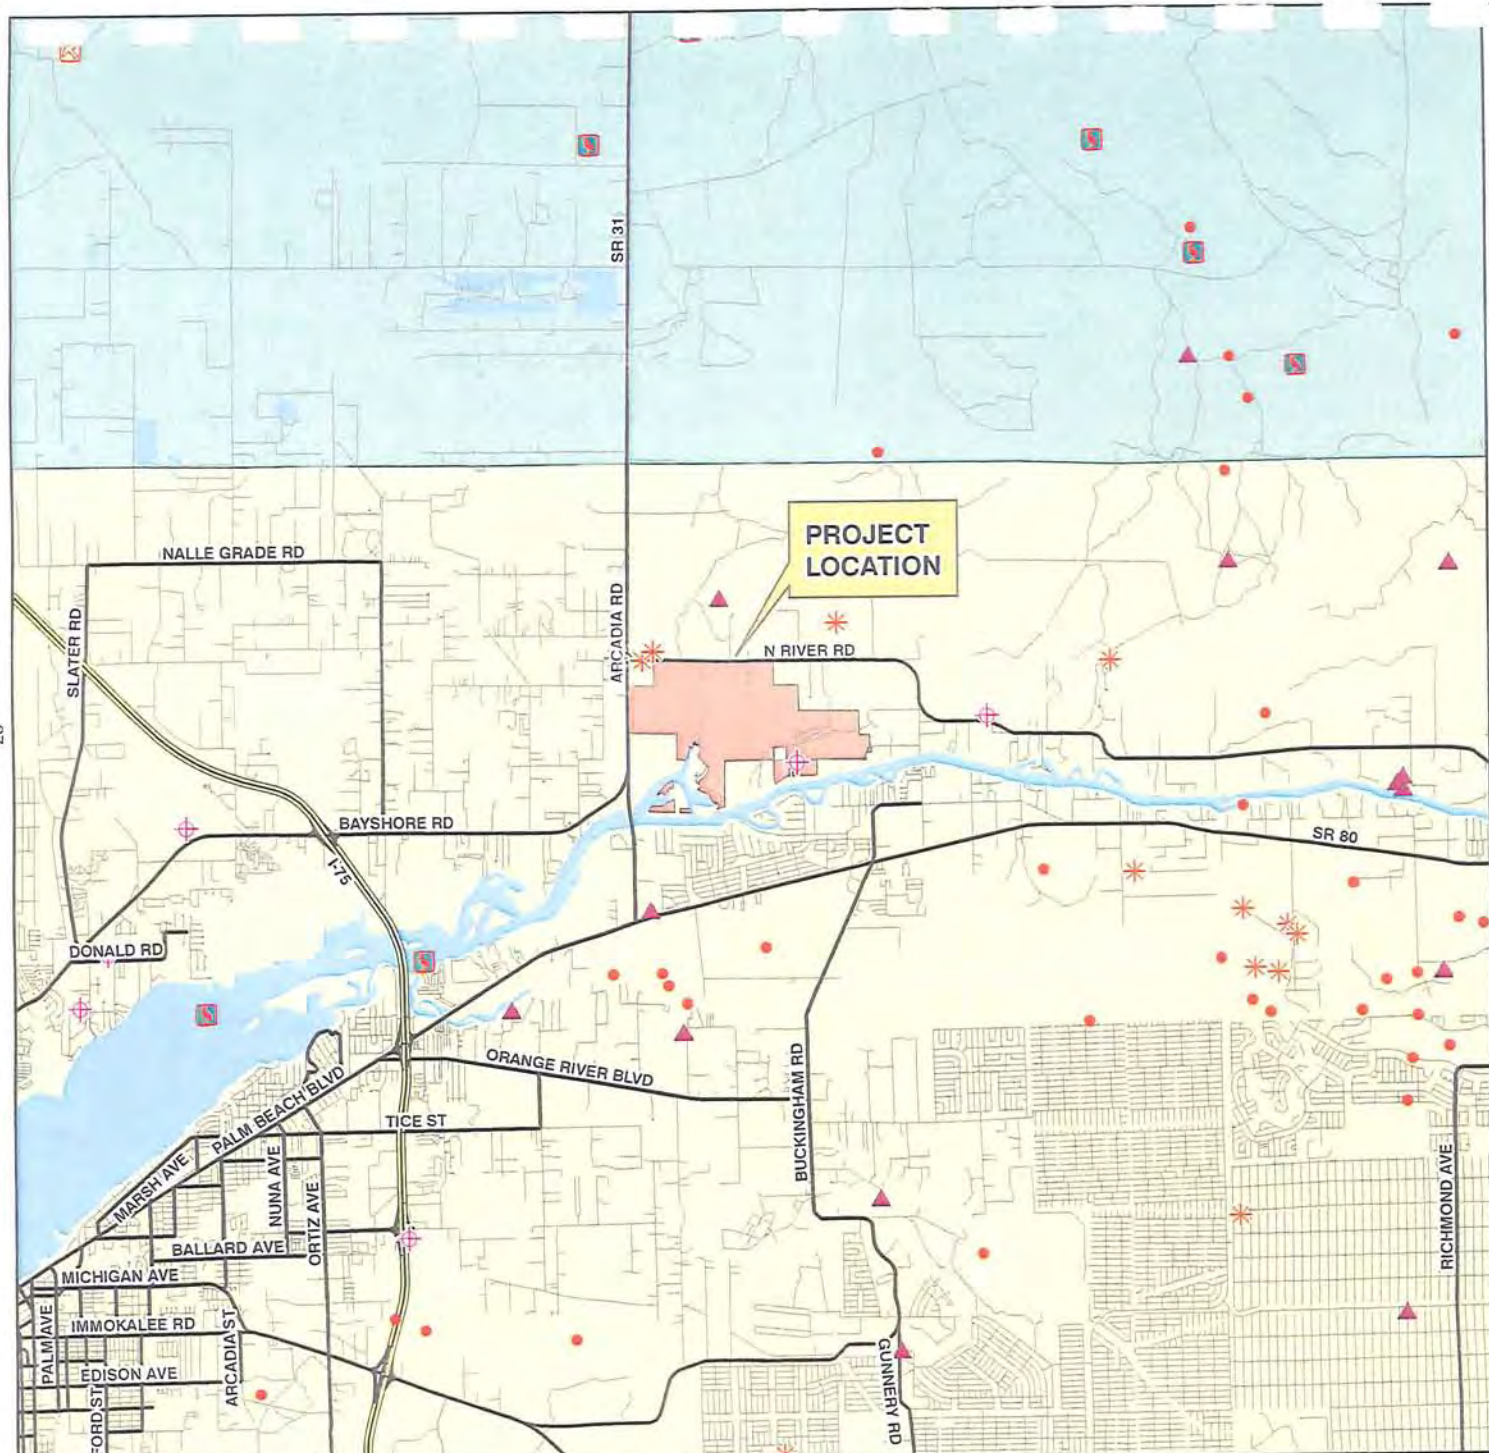 SR 31
PROJECT
LOCATION
NALLE GRADE RD
SLATER RD
ARCADIA RD
N RIVER RD
BAYSHORE RD
I-75
SR 80
DONALD RD
ORANGE RIVER BLVD
BUCKINGHAM RD
PALM BEACH BLVD
TICE ST
MARSH AVE
NUNA AVE
ORTIZ AVE
RICHMOND AVE
BALLARD AVE
MICHIGAN AVE
IMMOKALEE RD
PALM AVE
ARCADIA ST
EDISON AVE
FORD ST
GUNNERY RD